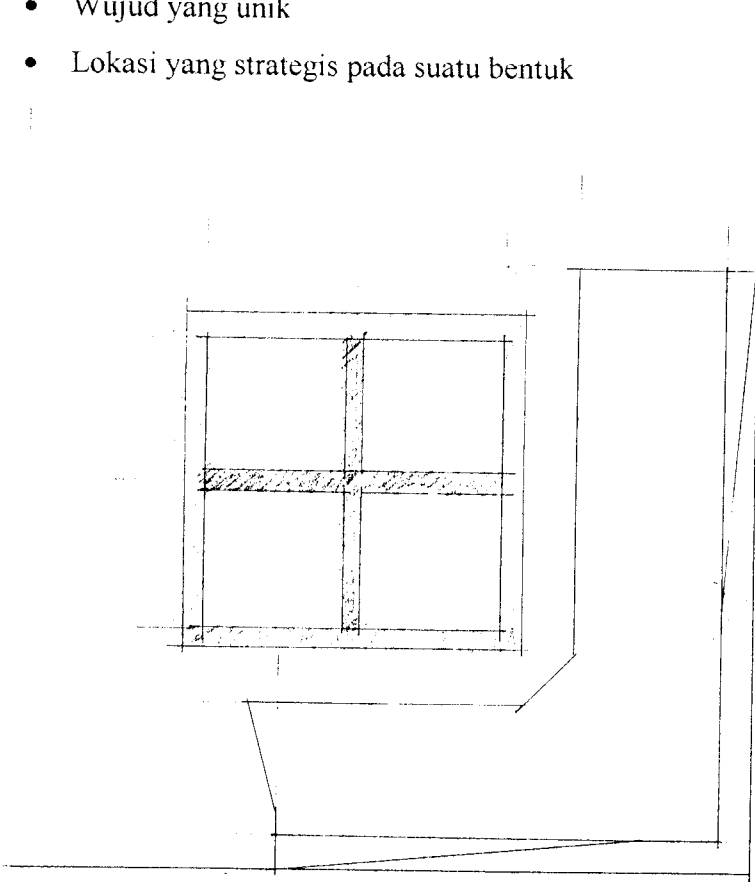 • Wujud yang unik
• Lokasi yang strategis pada suatu bentuk